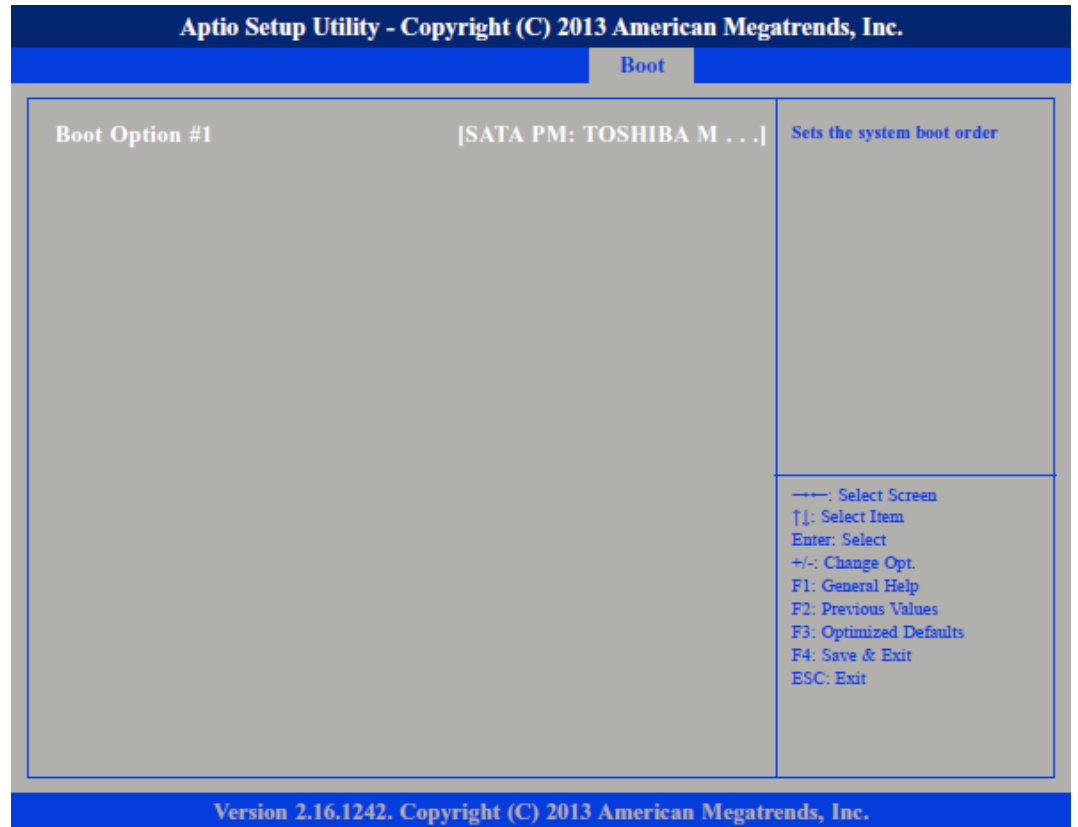 Aptio Setup Utility - Copyright (C) 2013 American Megatrends, Inc.
Boot
Boot Option #1 [SATA PM: TOSHIBA M . . .]
Sets the system boot order
→←: Select Screen
↑↓: Select Item
Enter: Select
+/-: Change Opt.
F1: General Help
F2: Previous Values
F3: Optimized Defaults
F4: Save & Exit
ESC: Exit
Version 2.16.1242. Copyright (C) 2013 American Megatrends, Inc.